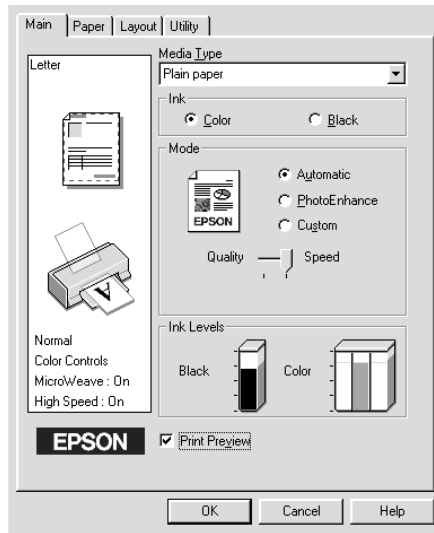 Main Paper Layout Utility
Letter
Media Type
Plain paper
Ink
Color Black
Mode
EPSON
Automatic
PhotoEnhance
Custom
Quality Speed
A
Normal
Color Controls
MicroWeave : On
High Speed : On
Ink Levels
Black Color
EPSON
Print Preview
OK Cancel Help